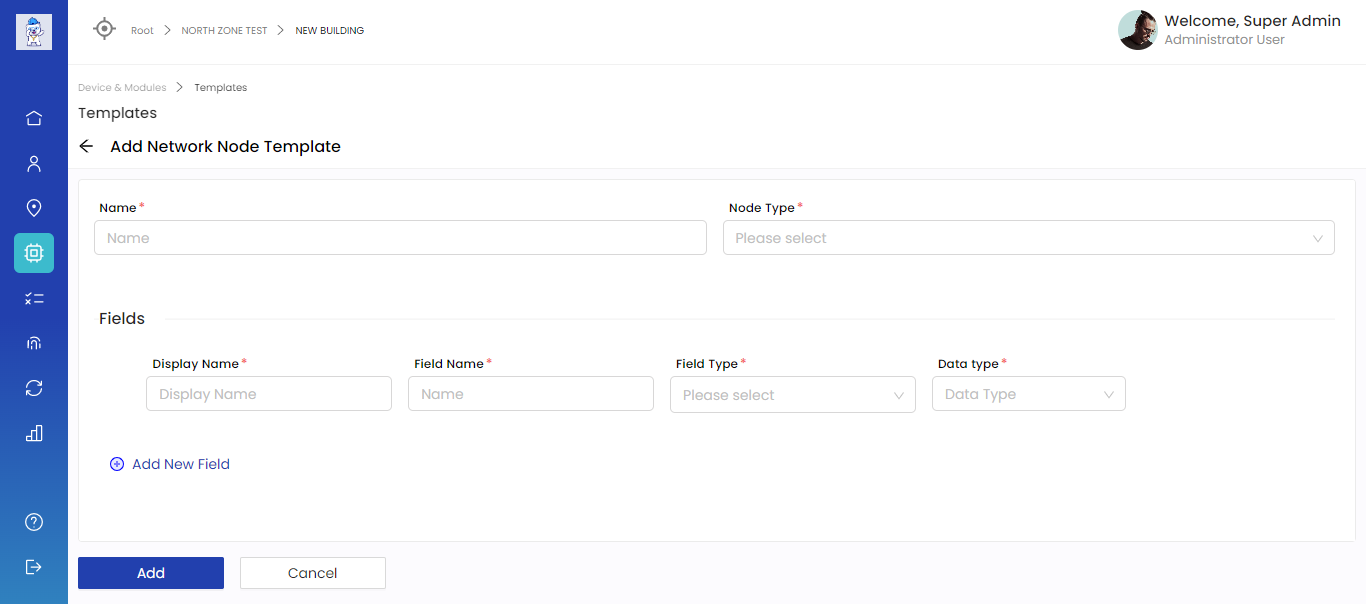 Root > NORTH ZONE TEST > NEW BUILDING
Welcome, Super Admin
Administrator User
Device & Modules > Templates
Templates
Add Network Node Template
Name* Node Type*
Name Please select
Fields
Display Name* Field Name* Field Type* Data type*
Display Name Name Please select Data Type
Add New Field
Add Cancel